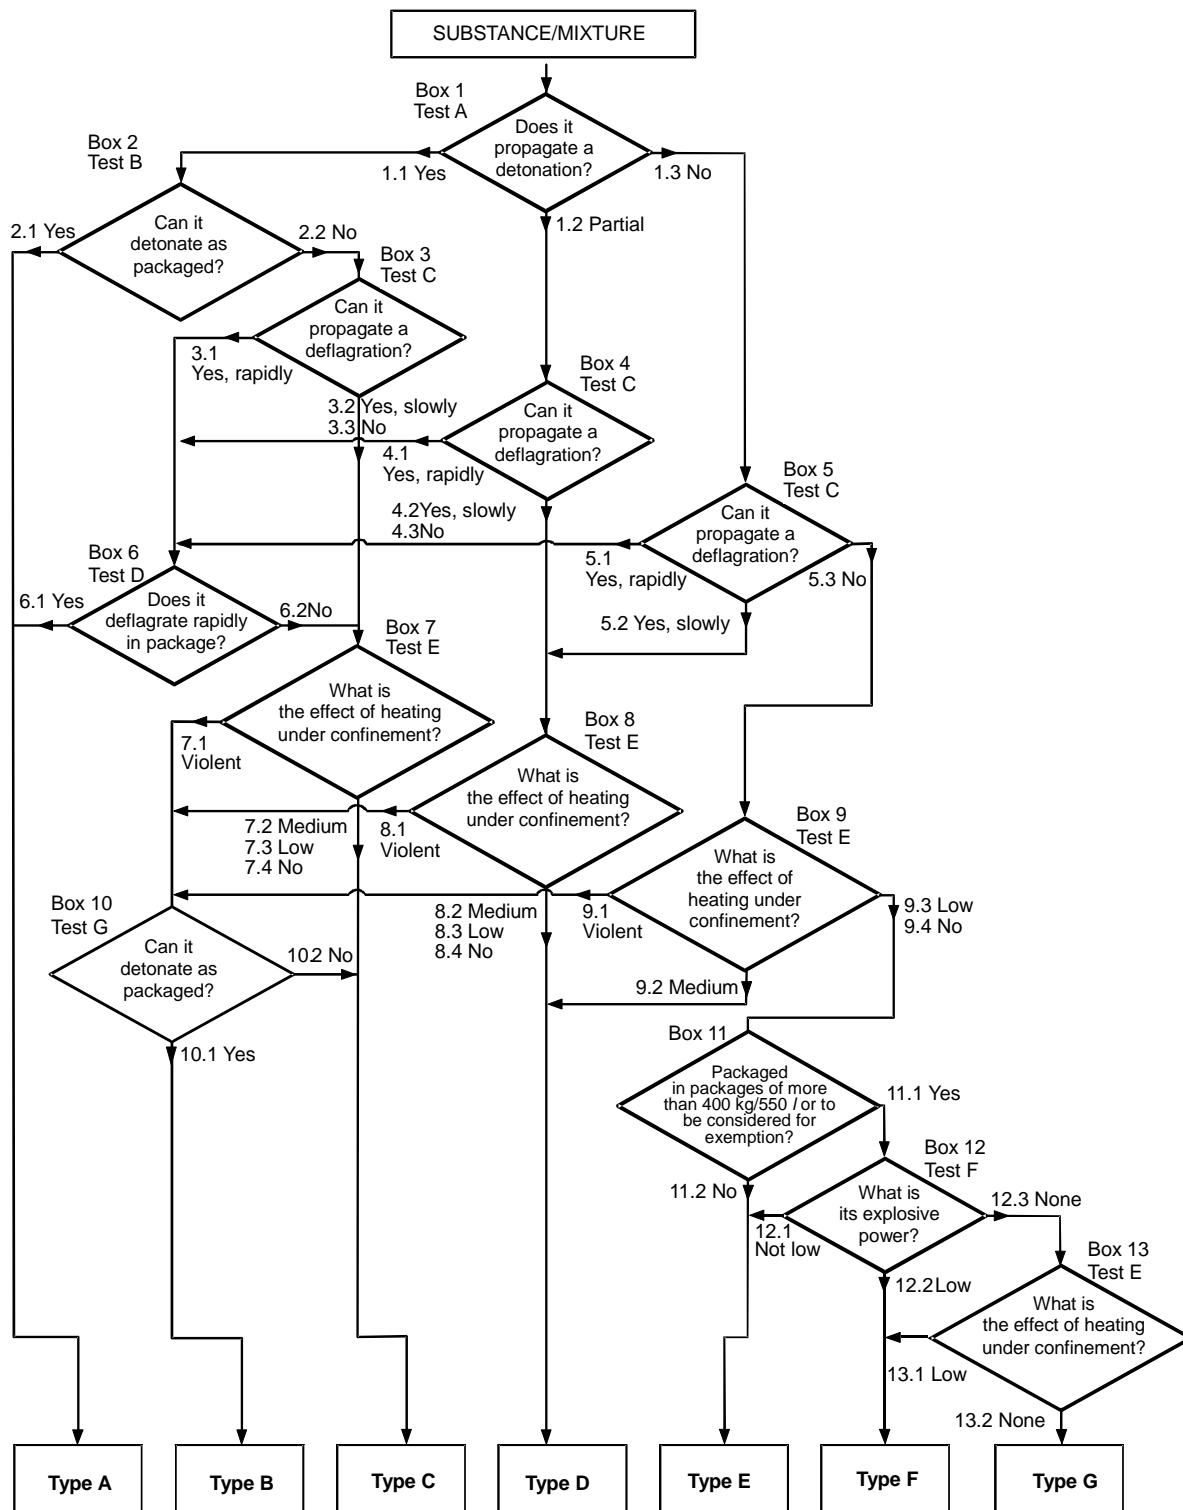 SUBSTANCE/MIXTURE
Box 1
Test A
Does it
propagate a
detonation?
1.1 Yes
1.3 No
1.2 Partial
Box 2
Test B
Can it
detonate as
packaged?
2.1 Yes
2.2 No
Box 3
Test C
Can it
propagate a
deflagration?
3.1
Yes, rapidly
3.2 Yes, slowly
3.3 No
Box 4
Test C
Can it
propagate a
deflagration?
4.1
Yes, rapidly
4.2Yes, slowly
4.3No
Box 5
Test C
Can it
propagate a
deflagration?
5.1
Yes, rapidly
5.3 No
5.2 Yes, slowly
Box 6
Test D
Does it
deflagrate rapidly
in package?
6.1 Yes
6.2No
Box 7
Test E
What is
the effect of heating
under confinement?
7.1
Violent
7.2 Medium
7.3 Low
7.4 No
Box 8
Test E
What is
the effect of heating
under confinement?
8.1
Violent
8.2 Medium
8.3 Low
8.4 No
Box 9
Test E
What is
the effect of
heating under
confinement?
9.1
Violent
9.3 Low
9.4 No
9.2 Medium
Box 10
Test G
Can it
detonate as
packaged?
10.2 No
10.1 Yes
Box 11
Packaged
in packages of more
than 400 kg/550 l or to
be considered for
exemption?
11.1 Yes
11.2 No
Box 12
Test F
What is
its explosive
power?
12.1
Not low
12.3 None
12.2Low
Box 13
Test E
What is
the effect of heating
under confinement?
13.1 Low
13.2 None
Type A
Type B
Type C
Type D
Type E
Type F
Type G